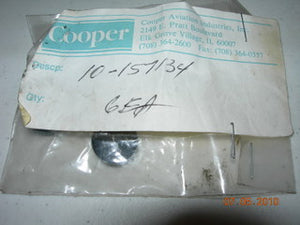 Cooper
Cooper Aviation Industries, Inc.
2149 E. Pratt Boulevard
Elk Grove Village, IL 60007
(708) 364-2600 Fax: (708) 364-0357
Descp: 10-157134
Qty: 6EA